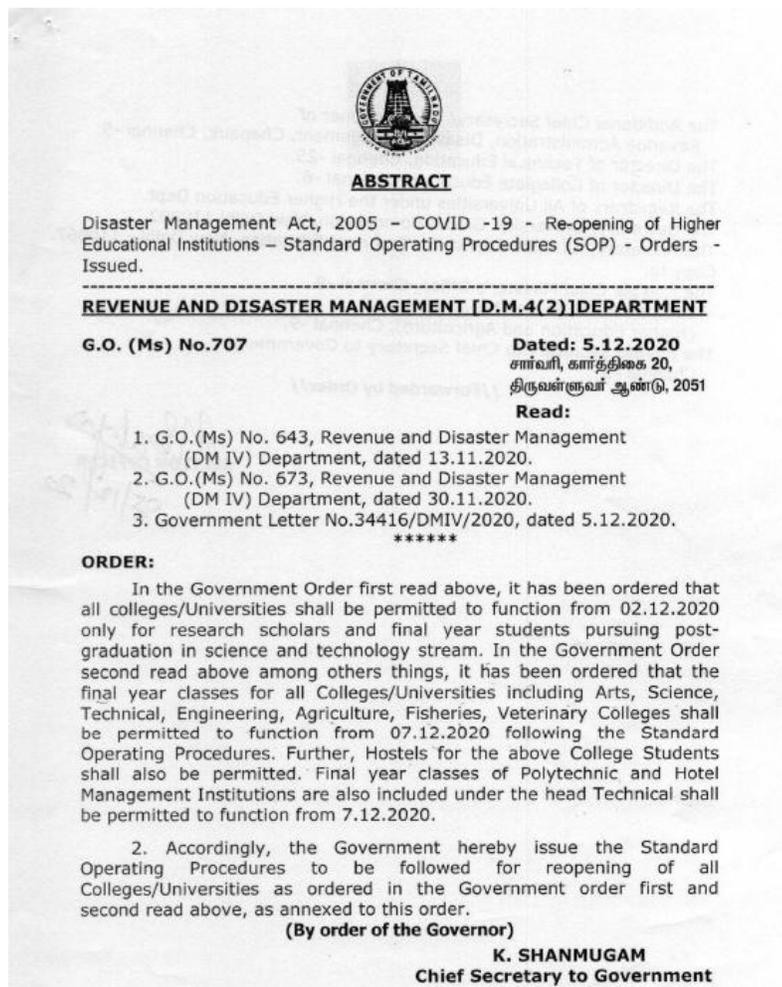 GOVERNMENT OF TAMILNADU
ABSTRACT
Disaster Management Act, 2005 – COVID -19 - Re-opening of Higher
Educational Institutions – Standard Operating Procedures (SOP) - Orders -
Issued.
REVENUE AND DISASTER MANAGEMENT [D.M.4(2)]DEPARTMENT
G.O. (Ms) No.707 Dated: 5.12.2020
சார்வரி, கார்த்திகை 20,
திருவள்ளுவர் ஆண்டு, 2051
Read:
1. G.O.(Ms) No. 643, Revenue and Disaster Management
(DM IV) Department, dated 13.11.2020.
2. G.O.(Ms) No. 673, Revenue and Disaster Management
(DM IV) Department, dated 30.11.2020.
3. Government Letter No.34416/DMIV/2020, dated 5.12.2020.
******
ORDER:
In the Government Order first read above, it has been ordered that
all colleges/Universities shall be permitted to function from 02.12.2020
only for research scholars and final year students pursuing post-
graduation in science and technology stream. In the Government Order
second read above among others things, it has been ordered that the
final year classes for all Colleges/Universities including Arts, Science,
Technical, Engineering, Agriculture, Fisheries, Veterinary Colleges shall
be permitted to function from 07.12.2020 following the Standard
Operating Procedures. Further, Hostels for the above College Students
shall also be permitted. Final year classes of Polytechnic and Hotel
Management Institutions are also included under the head Technical shall
be permitted to function from 7.12.2020.
2. Accordingly, the Government hereby issue the Standard
Operating Procedures to be followed for reopening of all
Colleges/Universities as ordered in the Government order first and
second read above, as annexed to this order.
(By order of the Governor)
K. SHANMUGAM
Chief Secretary to Government